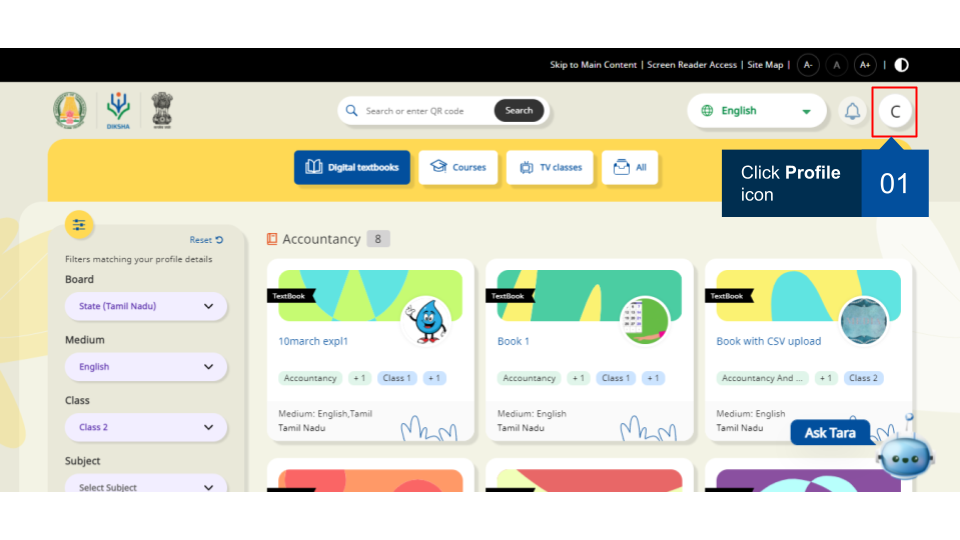 Skip to Main Content | Screen Reader Access | Site Map | A- A A+ |
DIKSHA
Search or enter QR code
Search
English
C
Click Profile
icon
01
Digital textbooks
Courses
TV classes
All
Reset
Filters matching your profile details
Board
State (Tamil Nadu)
Medium
English
Class
Class 2
Subject
Select Subject
Accountancy 8
TextBook
10march expl1
Accountancy + 1 Class 1 + 1
Medium: English,Tamil
Tamil Nadu
TextBook
Book 1
Accountancy + 1 Class 1 + 1
Medium: English
Tamil Nadu
TextBook
Book with CSV upload
Accountancy And ... + 1 Class 2
Medium: English
Tamil Nadu
Ask Tara